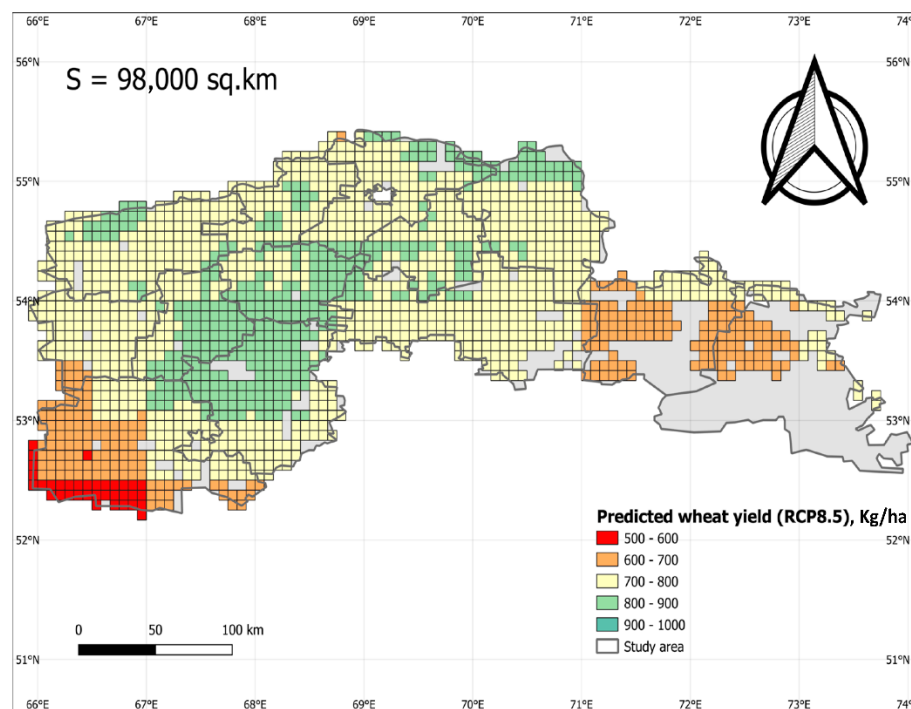 66°E 67°E 68°E 69°E 70°E 71°E 72°E 73°E 74°
56°N 56°N
S = 98,000 sq.km
55°N 55°N
54°N 54°N
53°N 53°N
52°N 52°N
Predicted wheat yield (RCP8.5), Kg/ha
500 - 600
600 - 700
700 - 800
800 - 900
900 - 1000
Study area
0 50 100 km
51°N 51°N
66°E 67°E 68°E 69°E 70°E 71°E 72°E 73°E 74°